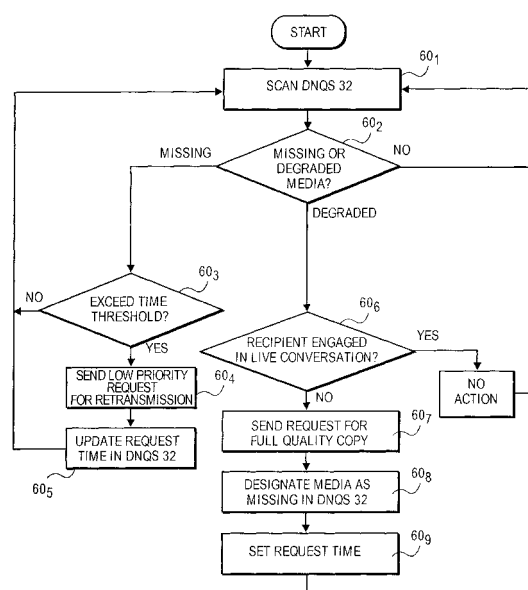 START
SCAN DNQS 32
60₁
60₂
MISSING OR
DEGRADED
MEDIA?
MISSING
NO
DEGRADED
60₃
EXCEED TIME
THRESHOLD?
NO
YES
60₆
RECIPIENT ENGAGED
IN LIVE CONVERSATION?
YES
NO
SEND LOW PRIORITY
REQUEST
FOR RETRANSMISSION
60₄
NO
ACTION
SEND REQUEST FOR
FULL QUALITY COPY
60₇
UPDATE REQUEST
TIME IN DNQS 32
60₅
DESIGNATE MEDIA AS
MISSING IN DNQS 32
60₈
SET REQUEST TIME
60₉